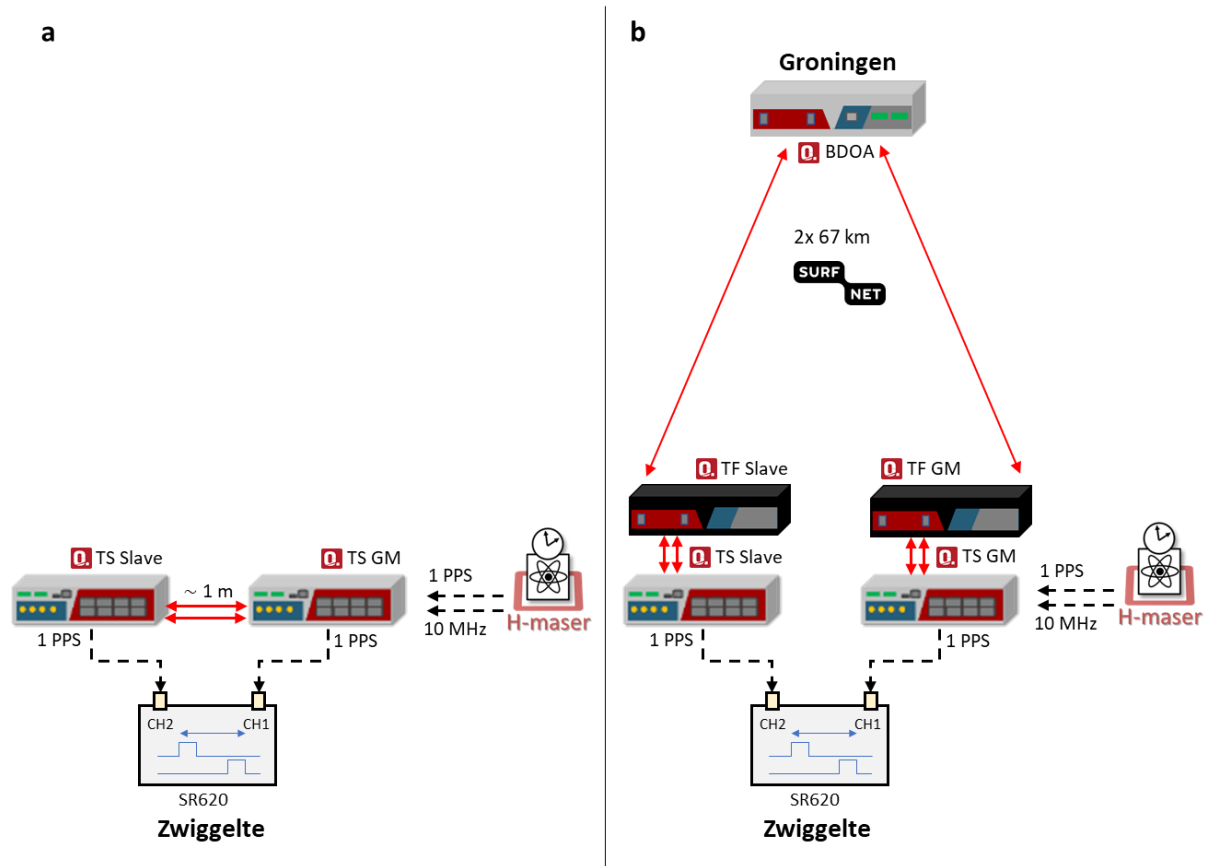 a
TS Slave
TS GM
~ 1 m
1 PPS
10 MHz
H-maser
1 PPS
1 PPS
CH2
CH1
SR620
Zwiggelte
b
Groningen
BDOA
2x 67 km
SURF
NET
TF Slave
TF GM
TS Slave
TS GM
1 PPS
10 MHz
H-maser
1 PPS
1 PPS
CH2
CH1
SR620
Zwiggelte